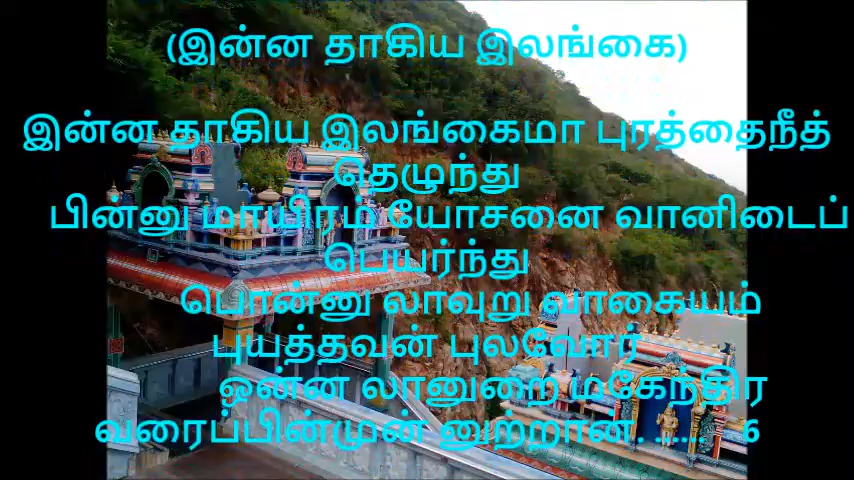 (இன்ன தாகிய இலங்கை)
இன்ன தாகிய இலங்கைமா புரத்தைநீத்
தெழுந்து
பின்னு மாயிரம் யோசனை வானிடைப்
பெயர்ந்து
பொன்னு லாவுறு வாகையம்
புயத்தவன் புலவோர்
ஒன்ன லானுறை மகேந்திர
வரைப்பின்முன் னுற்றான். ...... 6